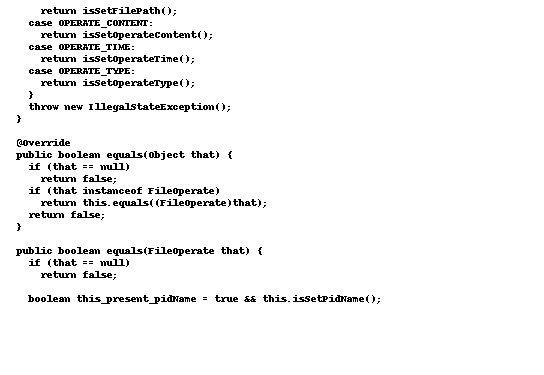 return isSetFilePath();
case OPERATE_CONTENT:
return isSetOperateContent();
case OPERATE_TIME:
return isSetOperateTime();
case OPERATE_TYPE:
return isSetOperateType();
}
throw new IllegalStateException();
}
@Override
public boolean equals(Object that) {
if (that == null)
return false;
if (that instanceof FileOperate)
return this.equals((FileOperate)that);
return false;
}
public boolean equals(FileOperate that) {
if (that == null)
return false;
boolean this_present_pidName = true && this.isSetPidName();